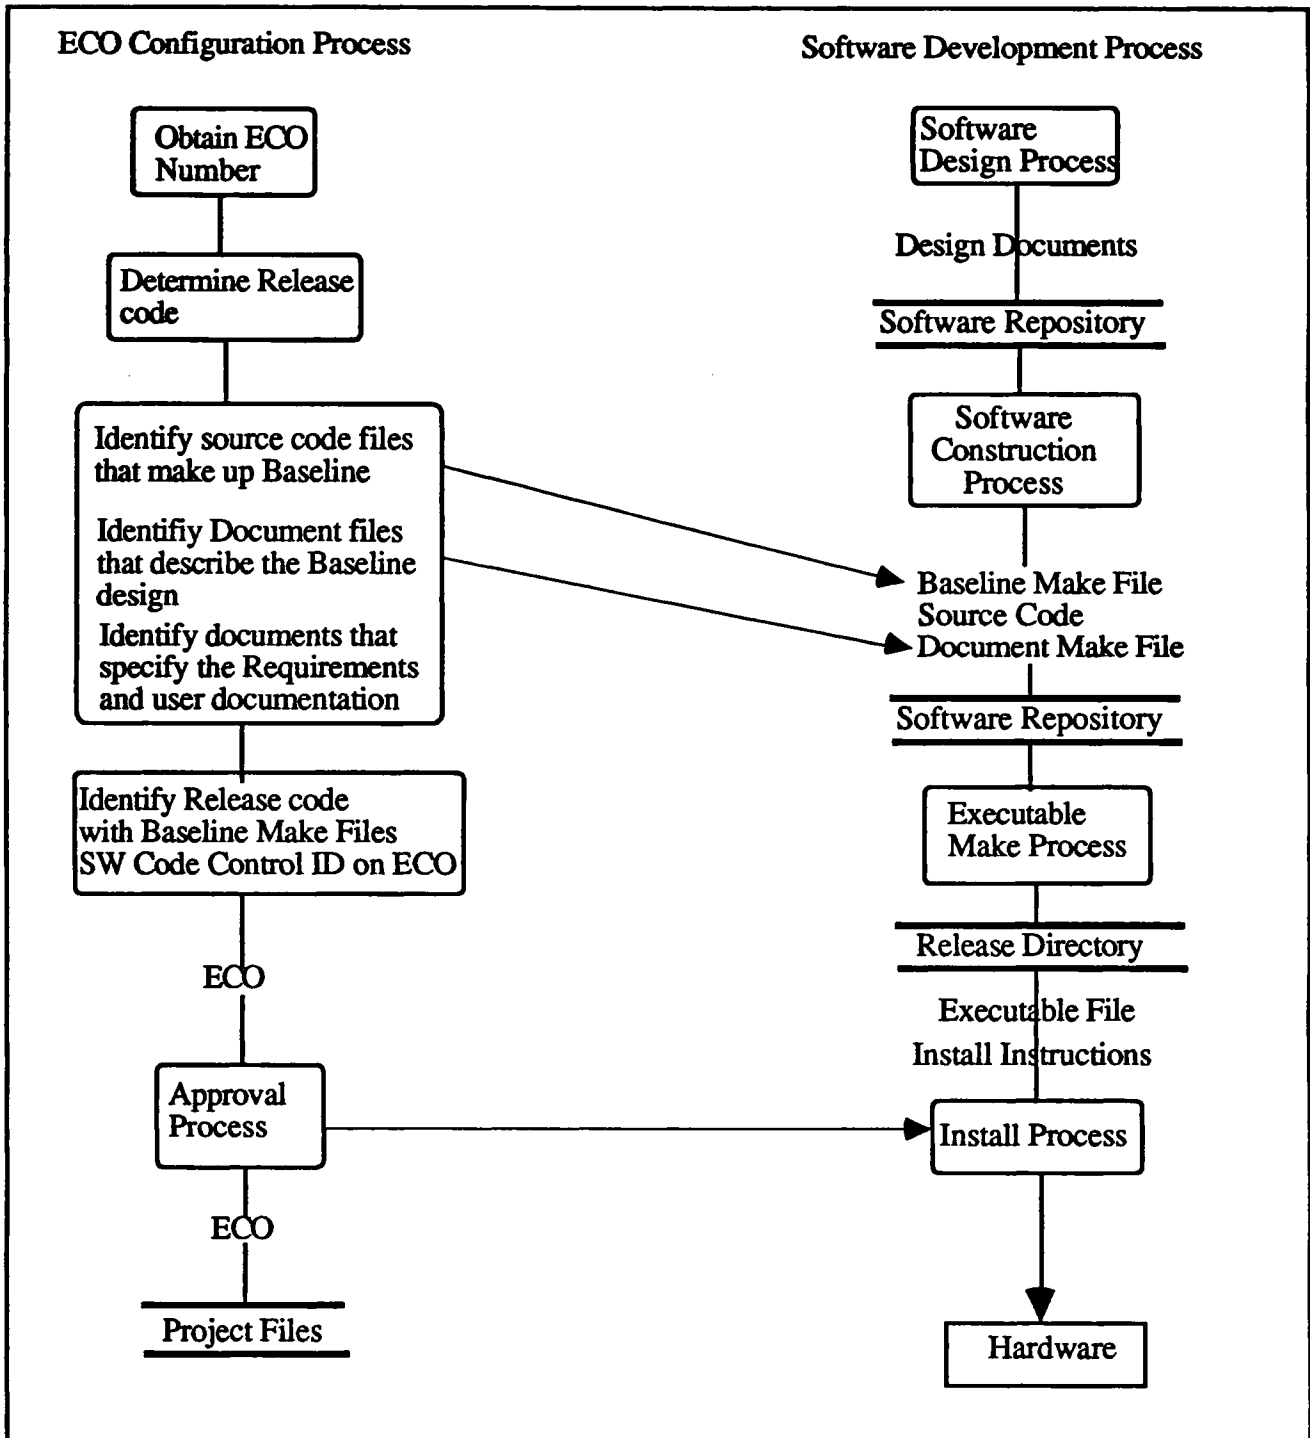 ECO Configuration Process
Obtain ECO
Number
Determine Release
code
Identify source code files
that make up Baseline
Identifiy Document files
that describe the Baseline
design
Identify documents that
specify the Requirements
and user documentation
Identify Release code
with Baseline Make Files
SW Code Control ID on ECO
ECO
Approval
Process
ECO
Project Files
Software Development Process
Software
Design Process
Design Documents
Software Repository
Software
Construction
Process
Baseline Make File
Source Code
Document Make File
Software Repository
Executable
Make Process
Release Directory
Executable File
Install Instructions
Install Process
Hardware